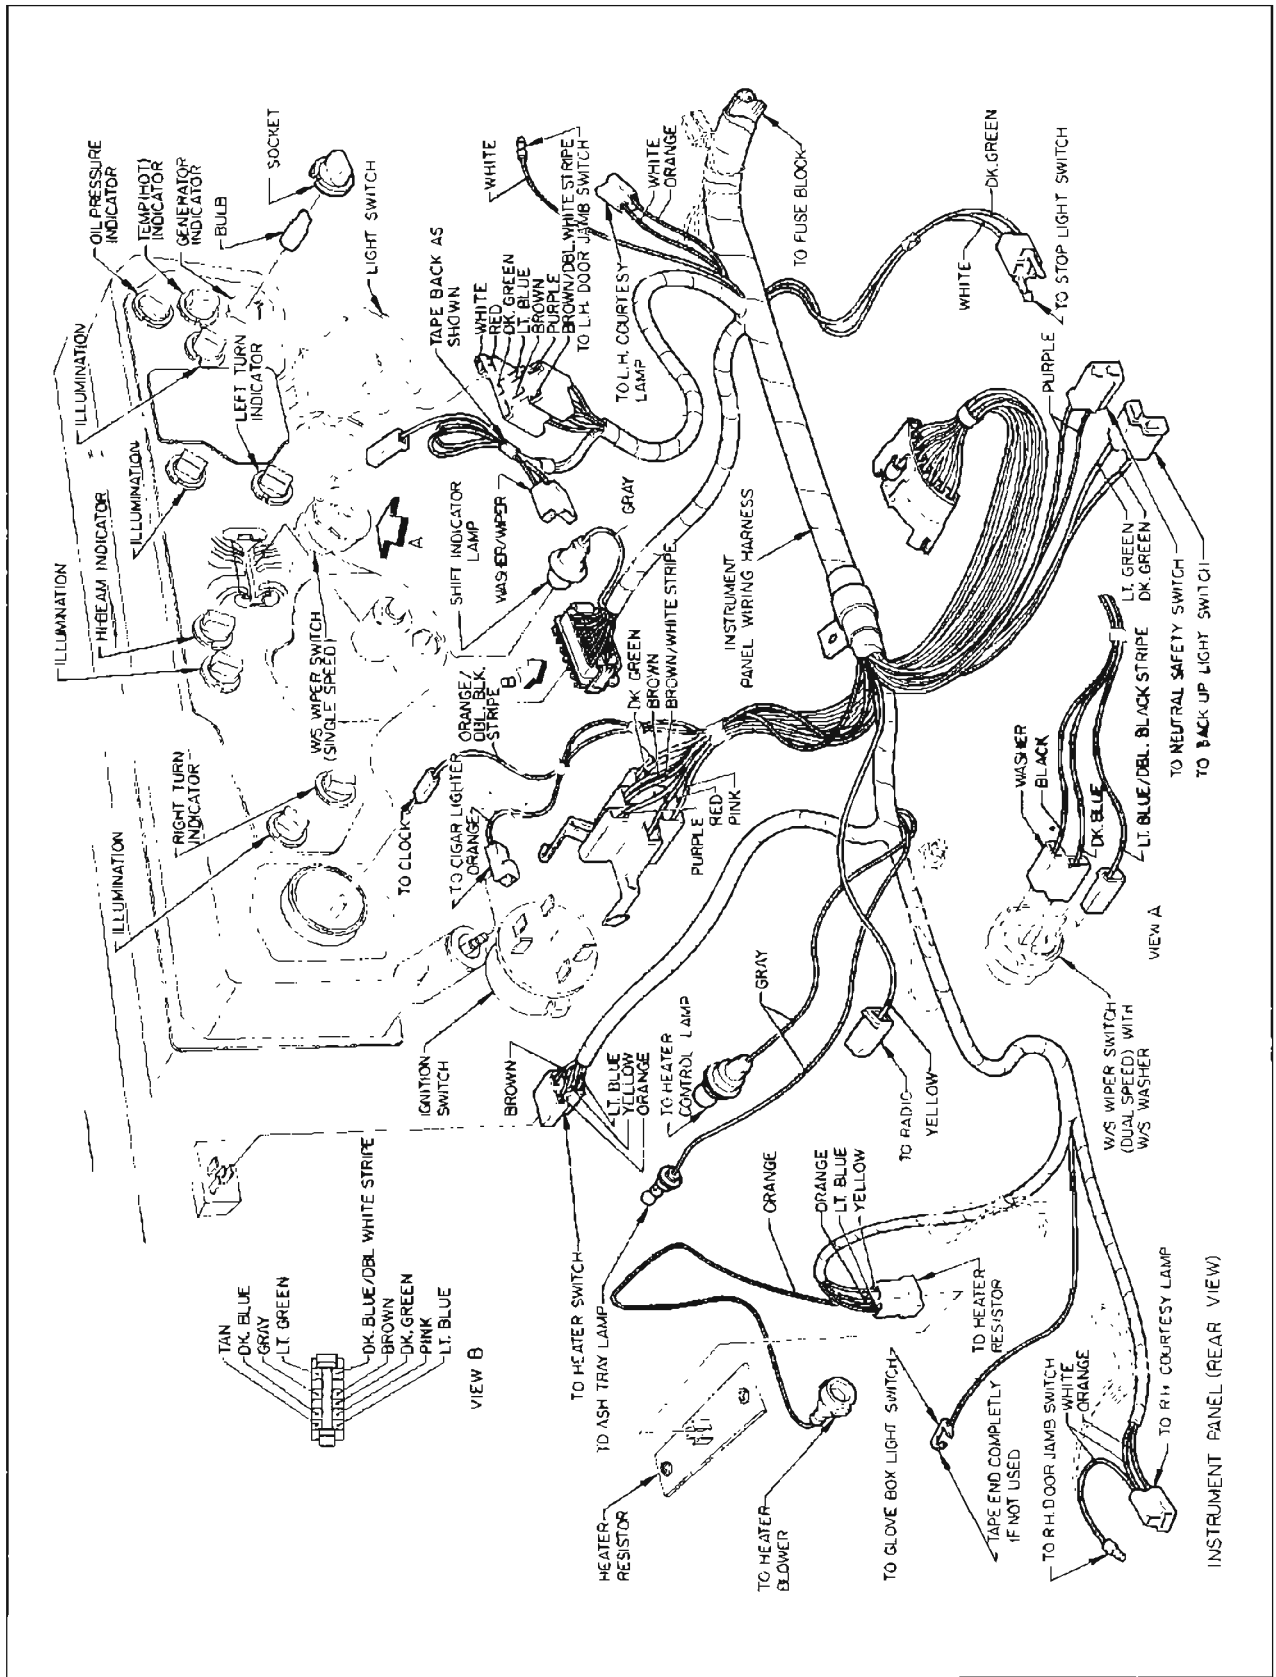 OIL PRESSURE
INDICATOR
TEMP(HOT)
INDICATOR
GENERATOR
INDICATOR
BULB
SOCKET
LIGHT SWITCH
ILLUMINATION
LEFT TURN
INDICATOR
ILLUMINATION
HI-BEAM INDICATOR
ILLUMINATION
W/S WIPER SWITCH
(SINGLE SPEED)
A
RIGHT TURN
INDICATOR
ILLUMINATION
TAPE BACK AS
SHOWN
WHITE
RED
DK. GREEN
LT. BLUE
BROWN
PURPLE
BROWN/DBL. WHITE STRIPE
TO L.H. DOOR JAMB SWITCH
WHITE
WHITE
ORANGE
TO L.H. COURTESY
LAMP
TO FUSE BLOCK
DK. GREEN
WHITE
TO STOP LIGHT SWITCH
SHIFT INDICATOR
LAMP
WASHER/WIPER
GRAY
INSTRUMENT
PANEL WIRING HARNESS
PURPLE
LT. GREEN
DK. GREEN
TO NEUTRAL SAFETY SWITCH
TO BACK UP LIGHT SWITCH
ORANGE/
DBL. BLK.
STRIPE
B
DK GREEN
BROWN
BROWN/WHITE STRIPE
TO CLOCK
TO CIGAR LIGHTER
ORANGE
PURPLE
RED
PINK
WASHER
BLACK
DK. BLUE
LT. BLUE/DBL. BLACK STRIPE
VIEW A
W/S WIPER SWITCH
(DUAL SPEED) WITH
W/S WASHER
IGNITION
SWITCH
BROWN
LT. BLUE
YELLOW
ORANGE
TO HEATER
CONTROL LAMP
GRAY
TO RADIO
YELLOW
TAN
DK. BLUE
GRAY
LT. GREEN
DK. BLUE/DBL WHITE STRIPE
BROWN
DK. GREEN
PINK
LT. BLUE
VIEW B
TO HEATER SWITCH
TO ASH TRAY LAMP
ORANGE
ORANGE
LT. BLUE
YELLOW
TO HEATER
RESISTOR
HEATER
RESISTOR
TO HEATER
BLOWER
TO GLOVE BOX LIGHT SWITCH
TAPE END COMPLETELY
IF NOT USED
TO R.H. DOOR JAMB SWITCH
WHITE
ORANGE
TO R.H. COURTESY LAMP
INSTRUMENT PANEL (REAR VIEW)